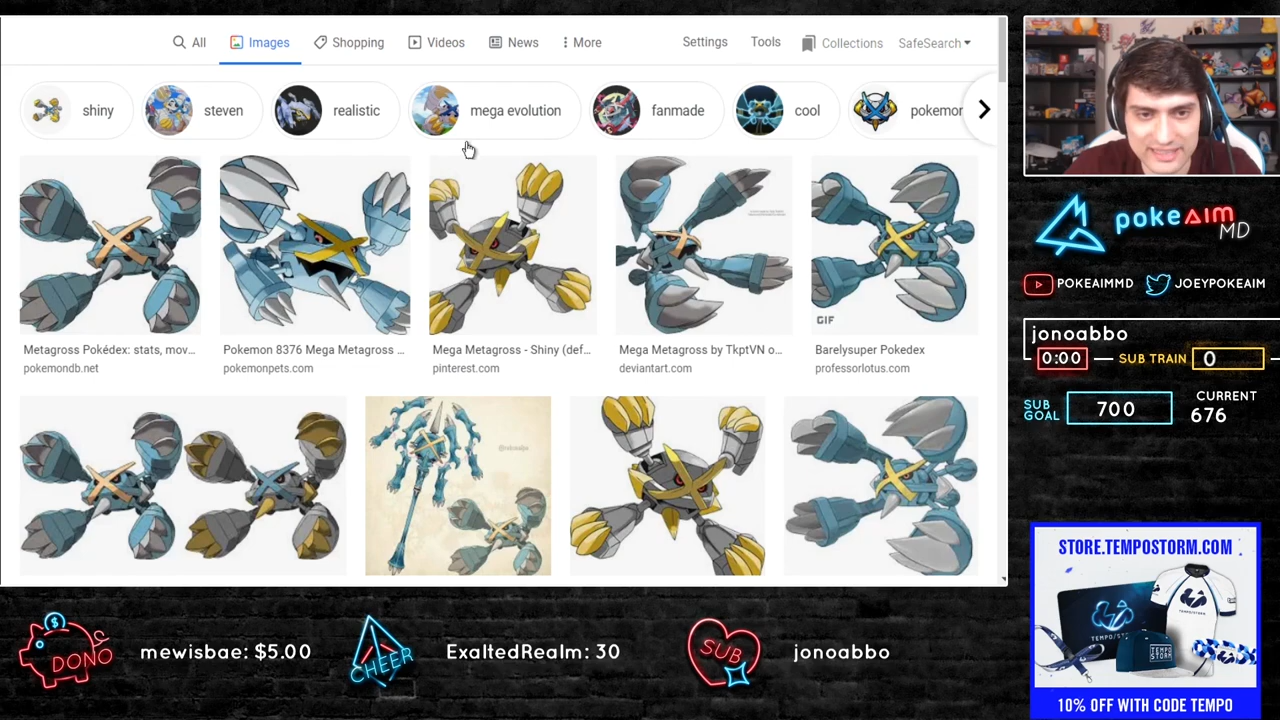 All
Images
Shopping
Videos
News
More
Settings
Tools
Collections
SafeSearch
shiny
steven
realistic
mega evolution
fanmade
cool
pokemor
Metagross Pokédex: stats, mov...
pokemondb.net
Pokemon 8376 Mega Metagross ...
pokemonpets.com
Mega Metagross - Shiny (def...
pinterest.com
Mega Metagross by TkptVN o...
deviantart.com
GIF
Barelysuper Pokedex
professorlotus.com
pokeAIM
MD
POKEAIMMD
JOEYPOKEAIM
jonoabbo
0:00
SUB TRAIN
0
SUB
GOAL
700
CURRENT
676
STORE.TEMPOSTORM.COM
TEMPO
STORM
10% OFF WITH CODE TEMPO
DONO
mewisbae: $5.00
CHEER
ExaltedRealm: 30
SUB
jonoabbo